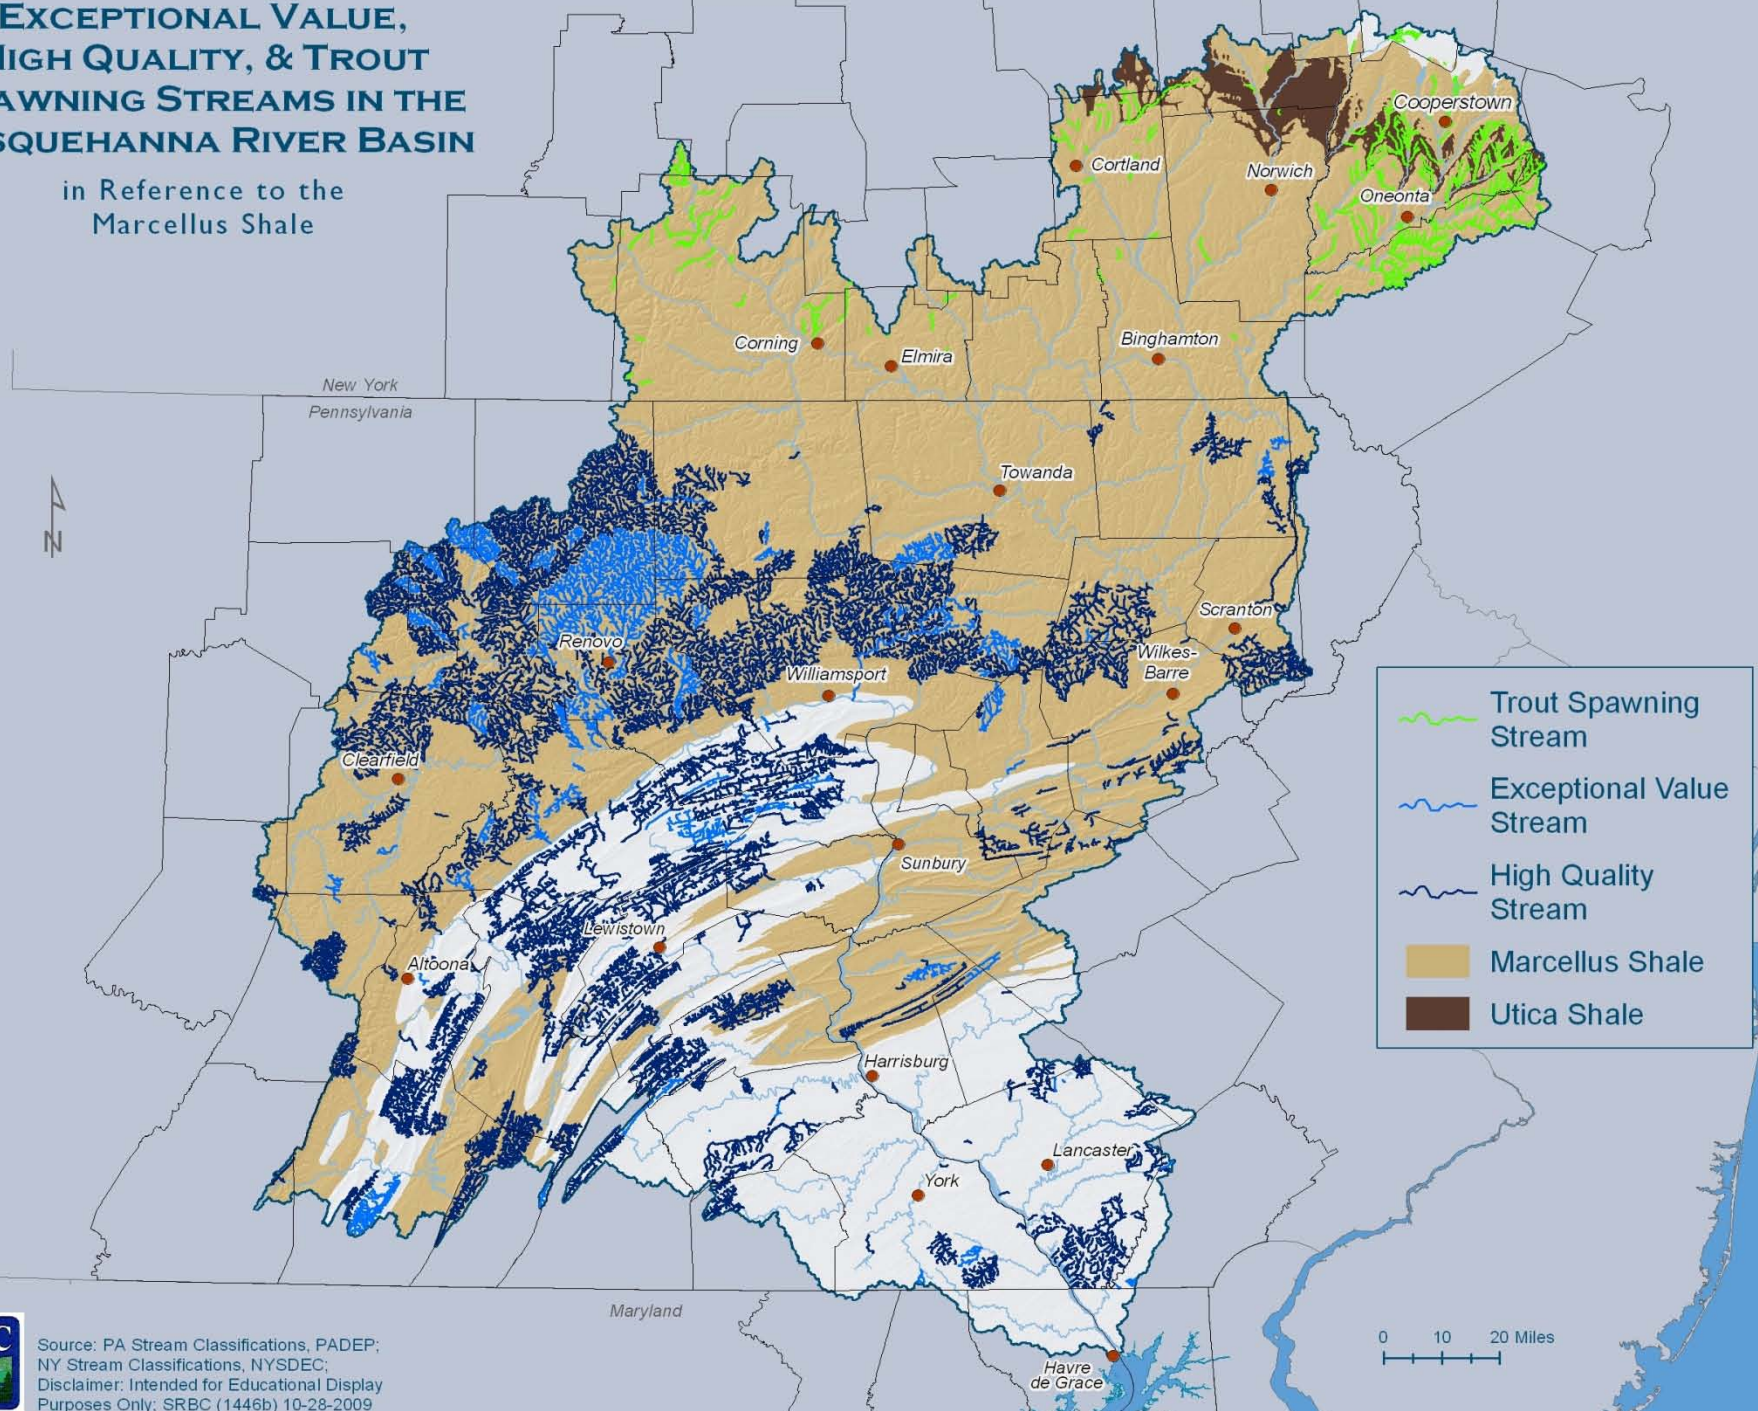 EXCEPTIONAL VALUE,
IGH QUALITY, & TROUT
AWNING STREAMS IN THE
SQUEHANNA RIVER BASIN
in Reference to the
Marcellus Shale
Cooperstown
Cortland
Norwich
Oneonta
Corning
Elmira
Binghamton
New York
Pennsylvania
Towanda
N
Scranton
Renovo
Wilkes-
Barre
Williamsport
Clearfield
Sunbury
Lewistown
Altoona
Harrisburg
Lancaster
York
Maryland
Havre
de Grace
Trout Spawning
Stream
Exceptional Value
Stream
High Quality
Stream
Marcellus Shale
Utica Shale
0 10 20 Miles
C
Source: PA Stream Classifications, PADEP;
NY Stream Classifications, NYSDEC;
Disclaimer: Intended for Educational Display
Purposes Only; SRBC (1446b) 10-28-2009